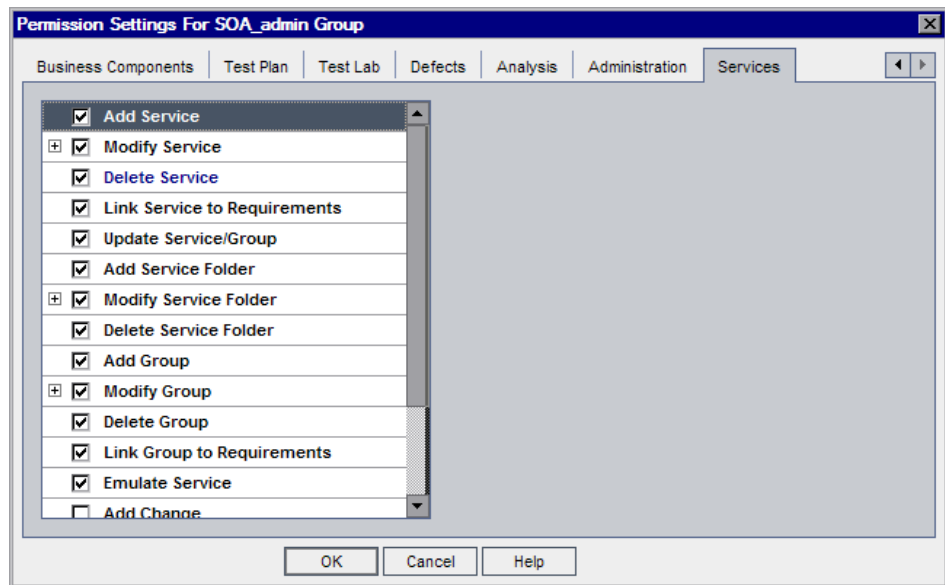 Permission Settings For SOA_admin Group
Business Components Test Plan Test Lab Defects Analysis Administration Services
Add Service
Modify Service
Delete Service
Link Service to Requirements
Update Service/Group
Add Service Folder
Modify Service Folder
Delete Service Folder
Add Group
Modify Group
Delete Group
Link Group to Requirements
Emulate Service
Add Change
OK Cancel Help